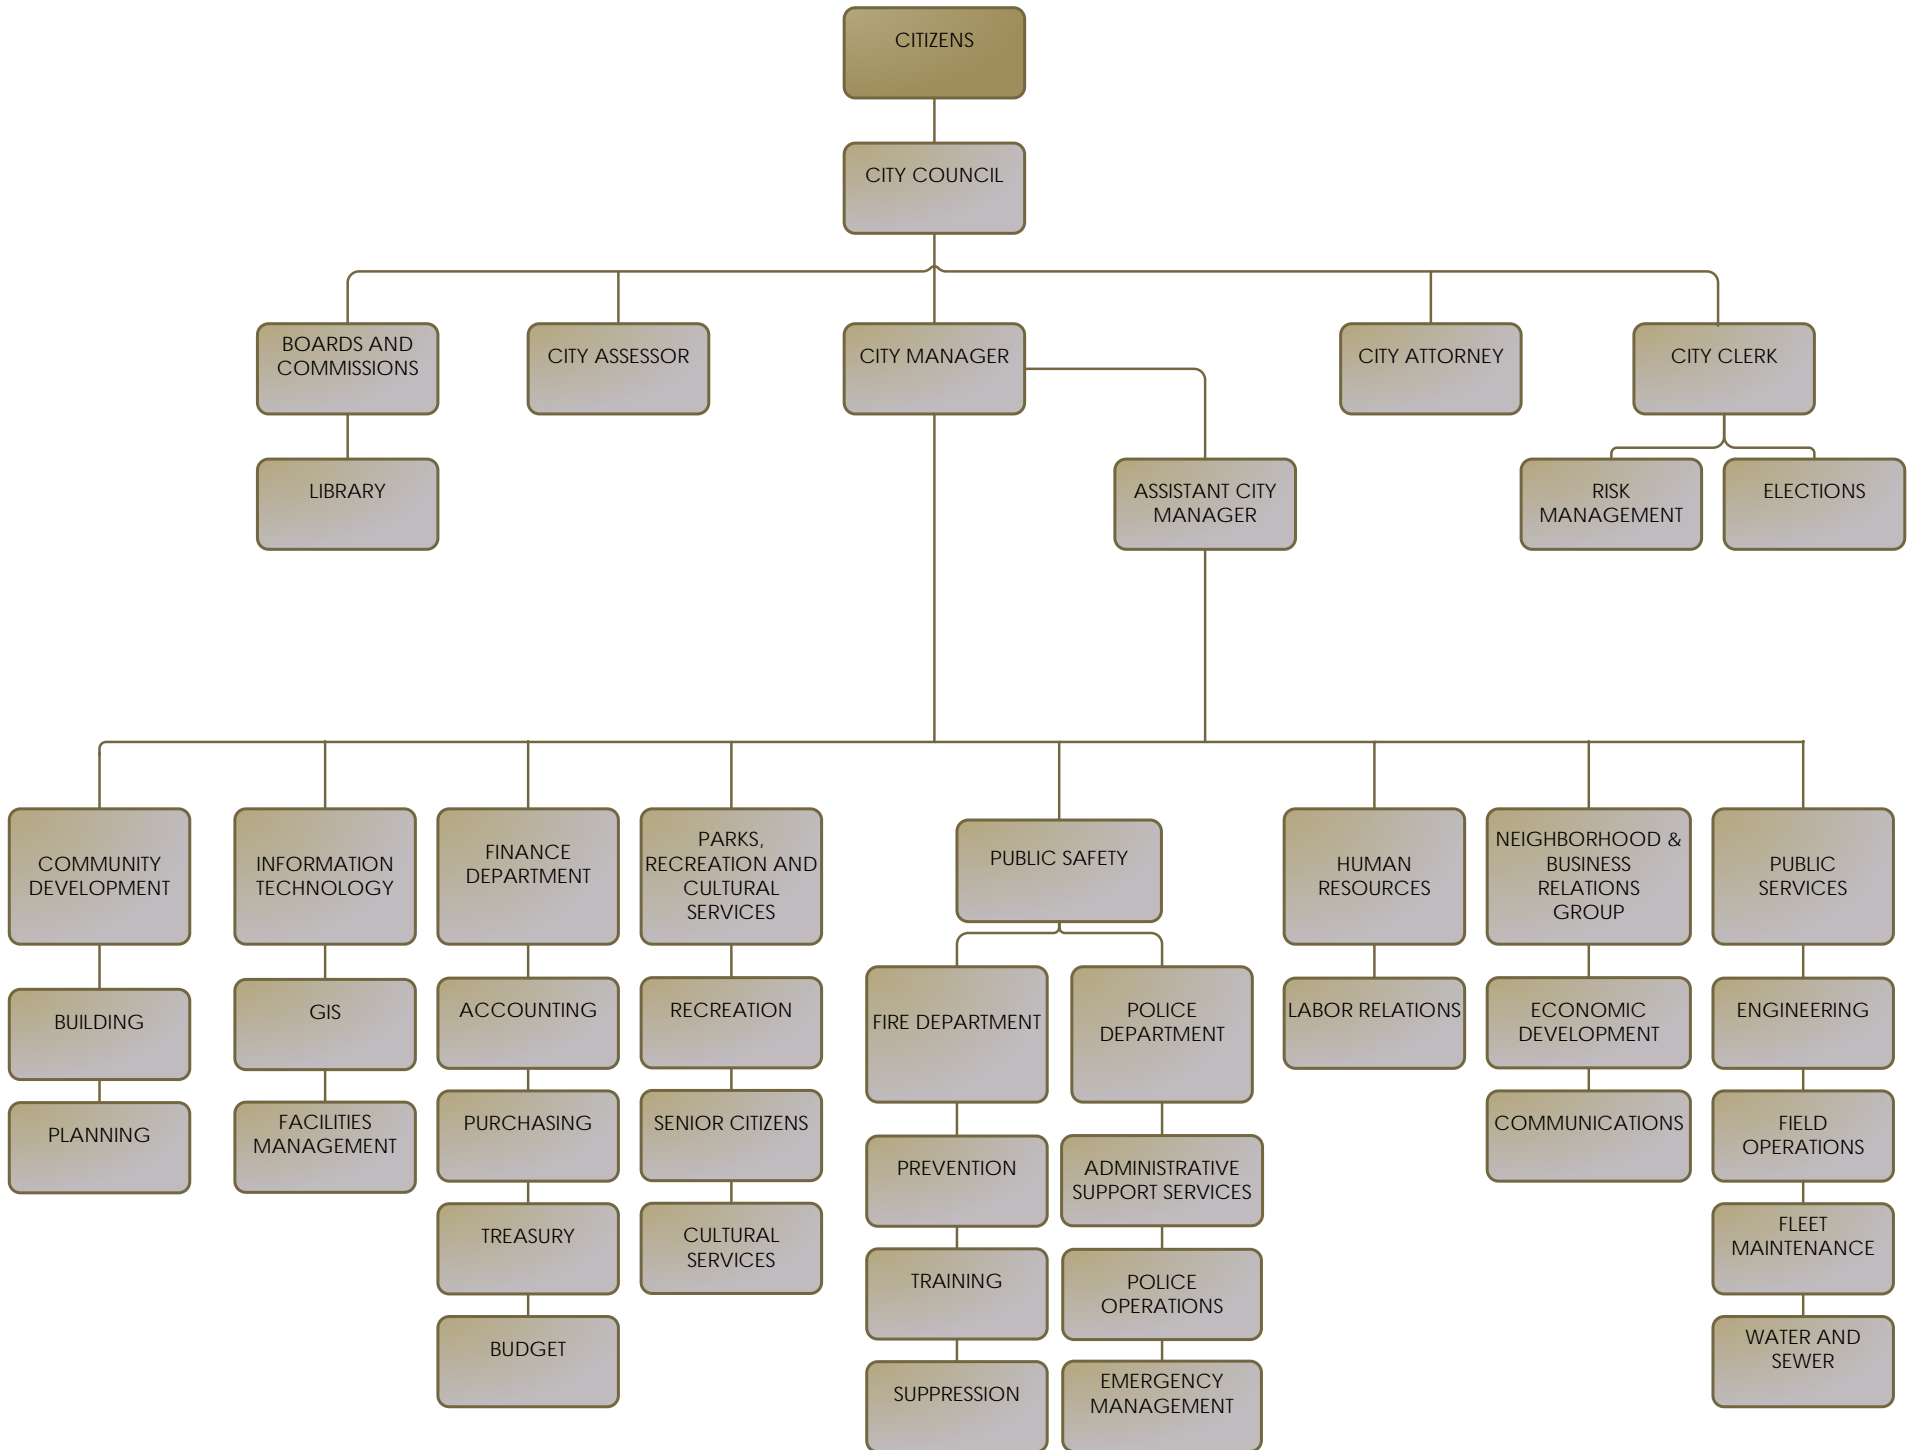 CITIZENS
CITY COUNCIL
BOARDS AND
COMMISSIONS
CITY ASSESSOR
CITY MANAGER
CITY ATTORNEY
CITY CLERK
LIBRARY
ASSISTANT CITY
MANAGER
RISK
MANAGEMENT
ELECTIONS
COMMUNITY
DEVELOPMENT
BUILDING
PLANNING
INFORMATION
TECHNOLOGY
GIS
FACILITIES
MANAGEMENT
FINANCE
DEPARTMENT
ACCOUNTING
PURCHASING
TREASURY
BUDGET
PARKS,
RECREATION AND
CULTURAL
SERVICES
RECREATION
SENIOR CITIZENS
CULTURAL
SERVICES
PUBLIC SAFETY
FIRE DEPARTMENT
PREVENTION
TRAINING
SUPPRESSION
POLICE
DEPARTMENT
ADMINISTRATIVE
SUPPORT SERVICES
POLICE
OPERATIONS
EMERGENCY
MANAGEMENT
HUMAN
RESOURCES
LABOR RELATIONS
NEIGHBORHOOD &
BUSINESS
RELATIONS
GROUP
ECONOMIC
DEVELOPMENT
COMMUNICATIONS
PUBLIC
SERVICES
ENGINEERING
FIELD
OPERATIONS
FLEET
MAINTENANCE
WATER AND
SEWER